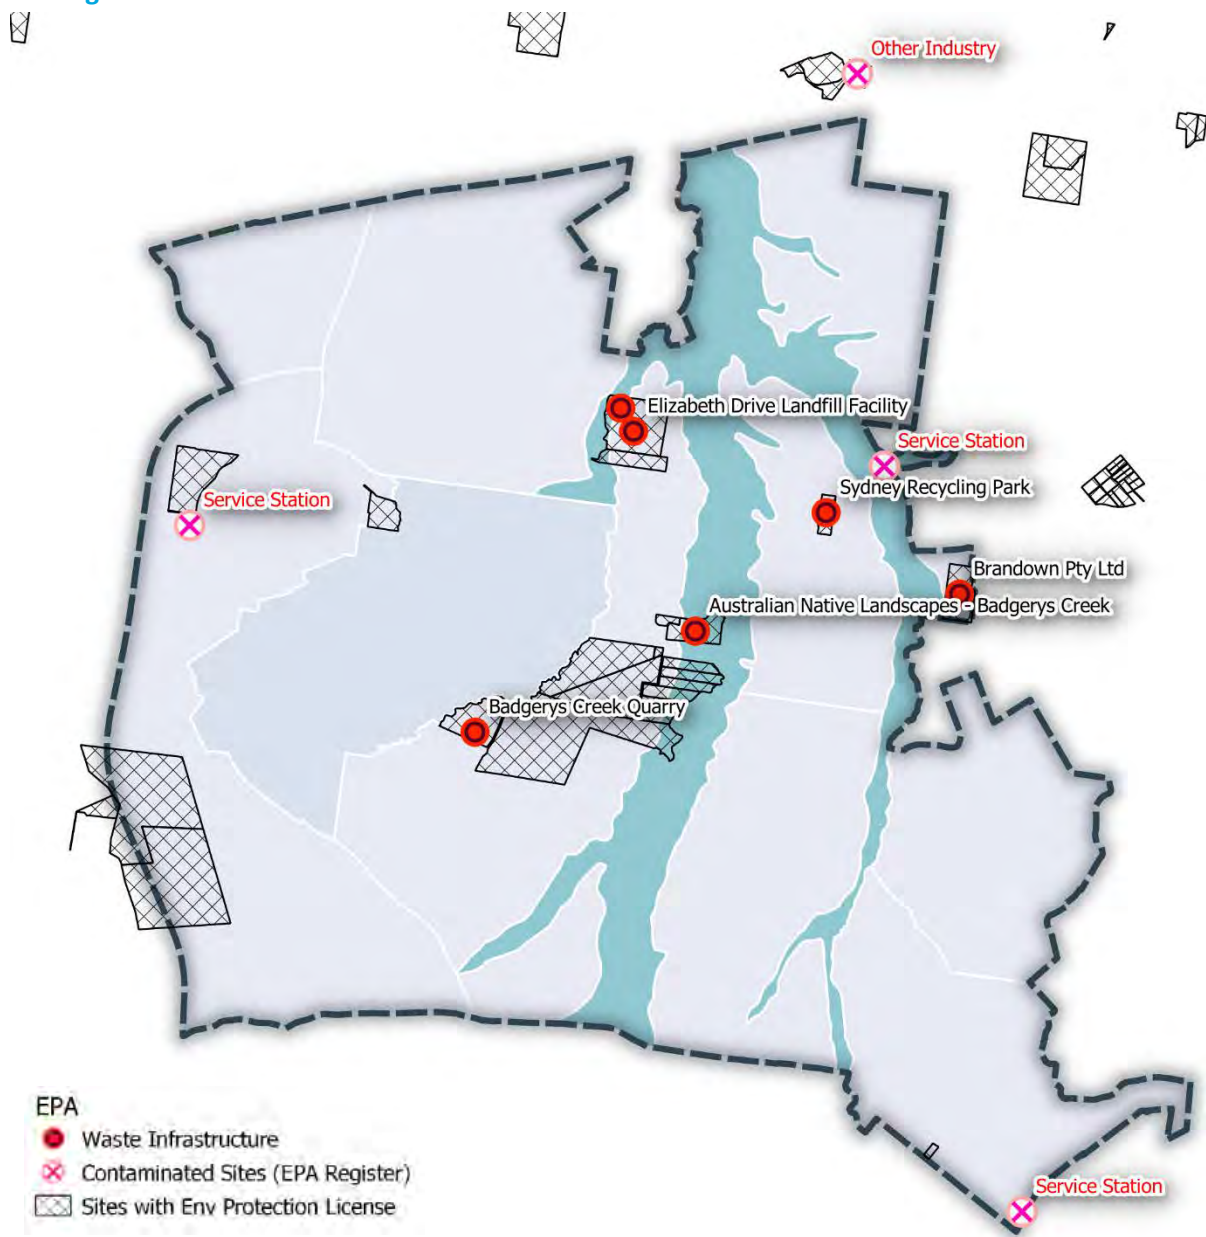 Other Industry
Elizabeth Drive Landfill Facility
Service Station
Sydney Recycling Park
Service Station
Brandown Pty Ltd
Australian Native Landscapes - Badgerys Creek
Badgerys Creek Quarry
EPA
Waste Infrastructure
Contaminated Sites (EPA Register)
Sites with Env Protection License
Service Station